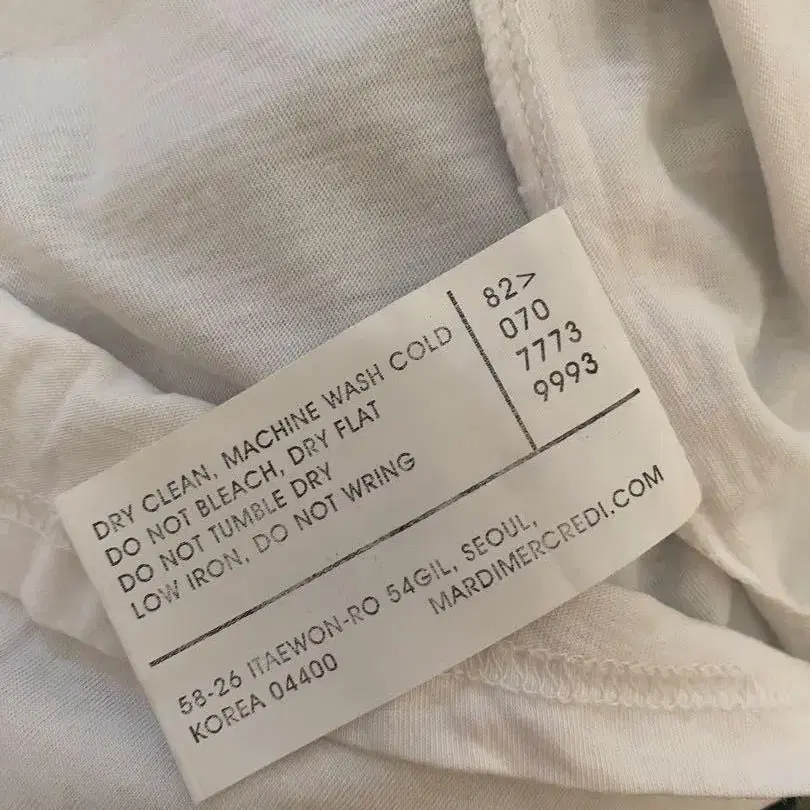 DRY CLEAN, MACHINE WASH COLD
DO NOT BLEACH, DRY FLAT
DO NOT TUMBLE DRY
LOW IRON, DO NOT WRING
82>
070
7773
9993
58-26 ITAEWON-RO 54GIL, SEOUL,
KOREA 04400
MARDIMERCREDI.COM